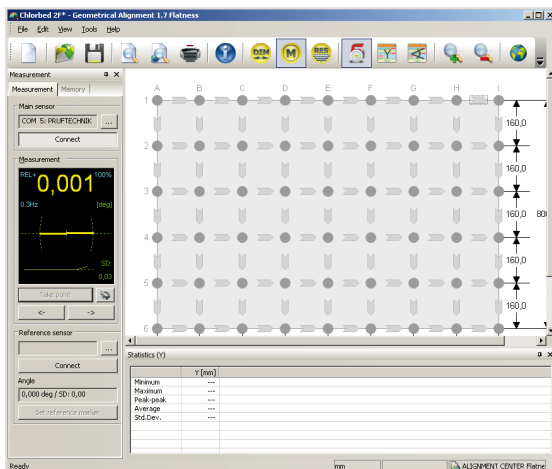 Chlorbed 2F* - Geometrical Alignment 1.7 Flatness
File Edit View Tools Help
DIM M RES
Measurement
Measurement Memory
Main sensor
COM 5: PRUFTECHNIK ...
Connect
Measurement
REL+ 0,001 100%
0.3Hz [deg]
SD:
0,03
Take point
<- ->
Reference sensor
...
Connect
Angle
0,000 deg / SD: 0,00
Set reference marker
A B C D E F G H I
1
160,0
2
160,0
3
160,0 800
4
160,0
5
160,0
6
Statistics (Y)
Y [mm]
Minimum ---
Maximum ---
Peak-peak ---
Average ---
Std.Dev. ---
Ready mm ALIGNMENT CENTER Flatne